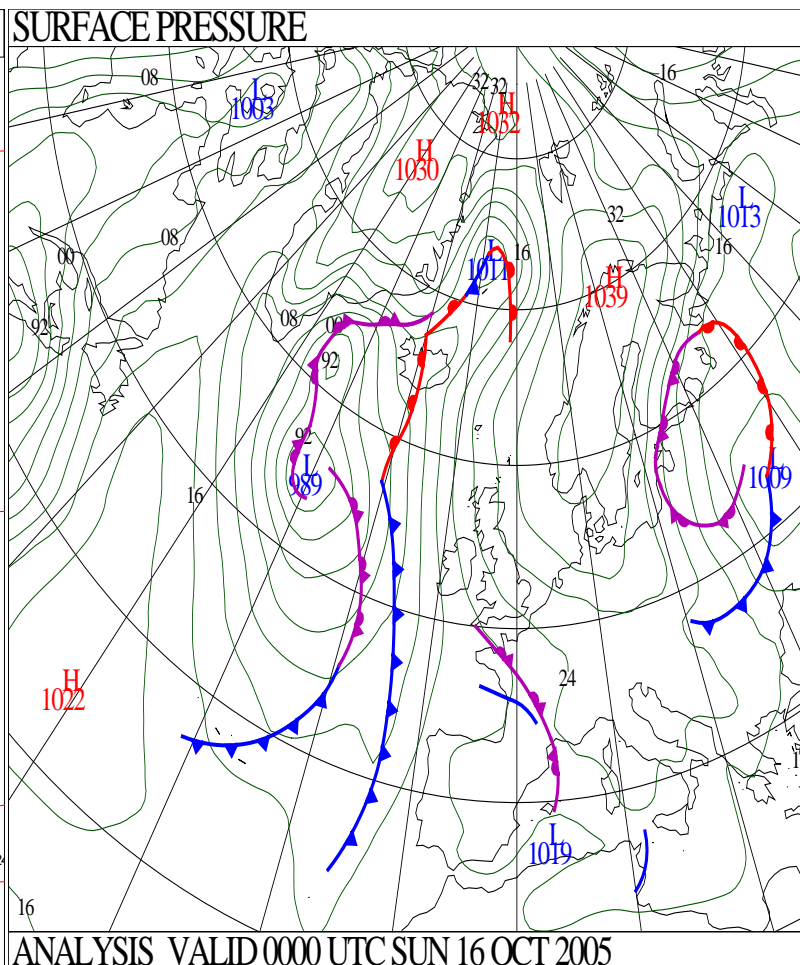 SURFACE PRESSURE
08
L
1003
32
32
H
1032
16
H
1030
L
1013
32
16
08
00
L
1011
16
H
1039
92
08
00
92
92
L
989
16
L
1009
H
1022
24
L
1019
16
ANALYSIS VALID 0000 UTC SUN 16 OCT 2005